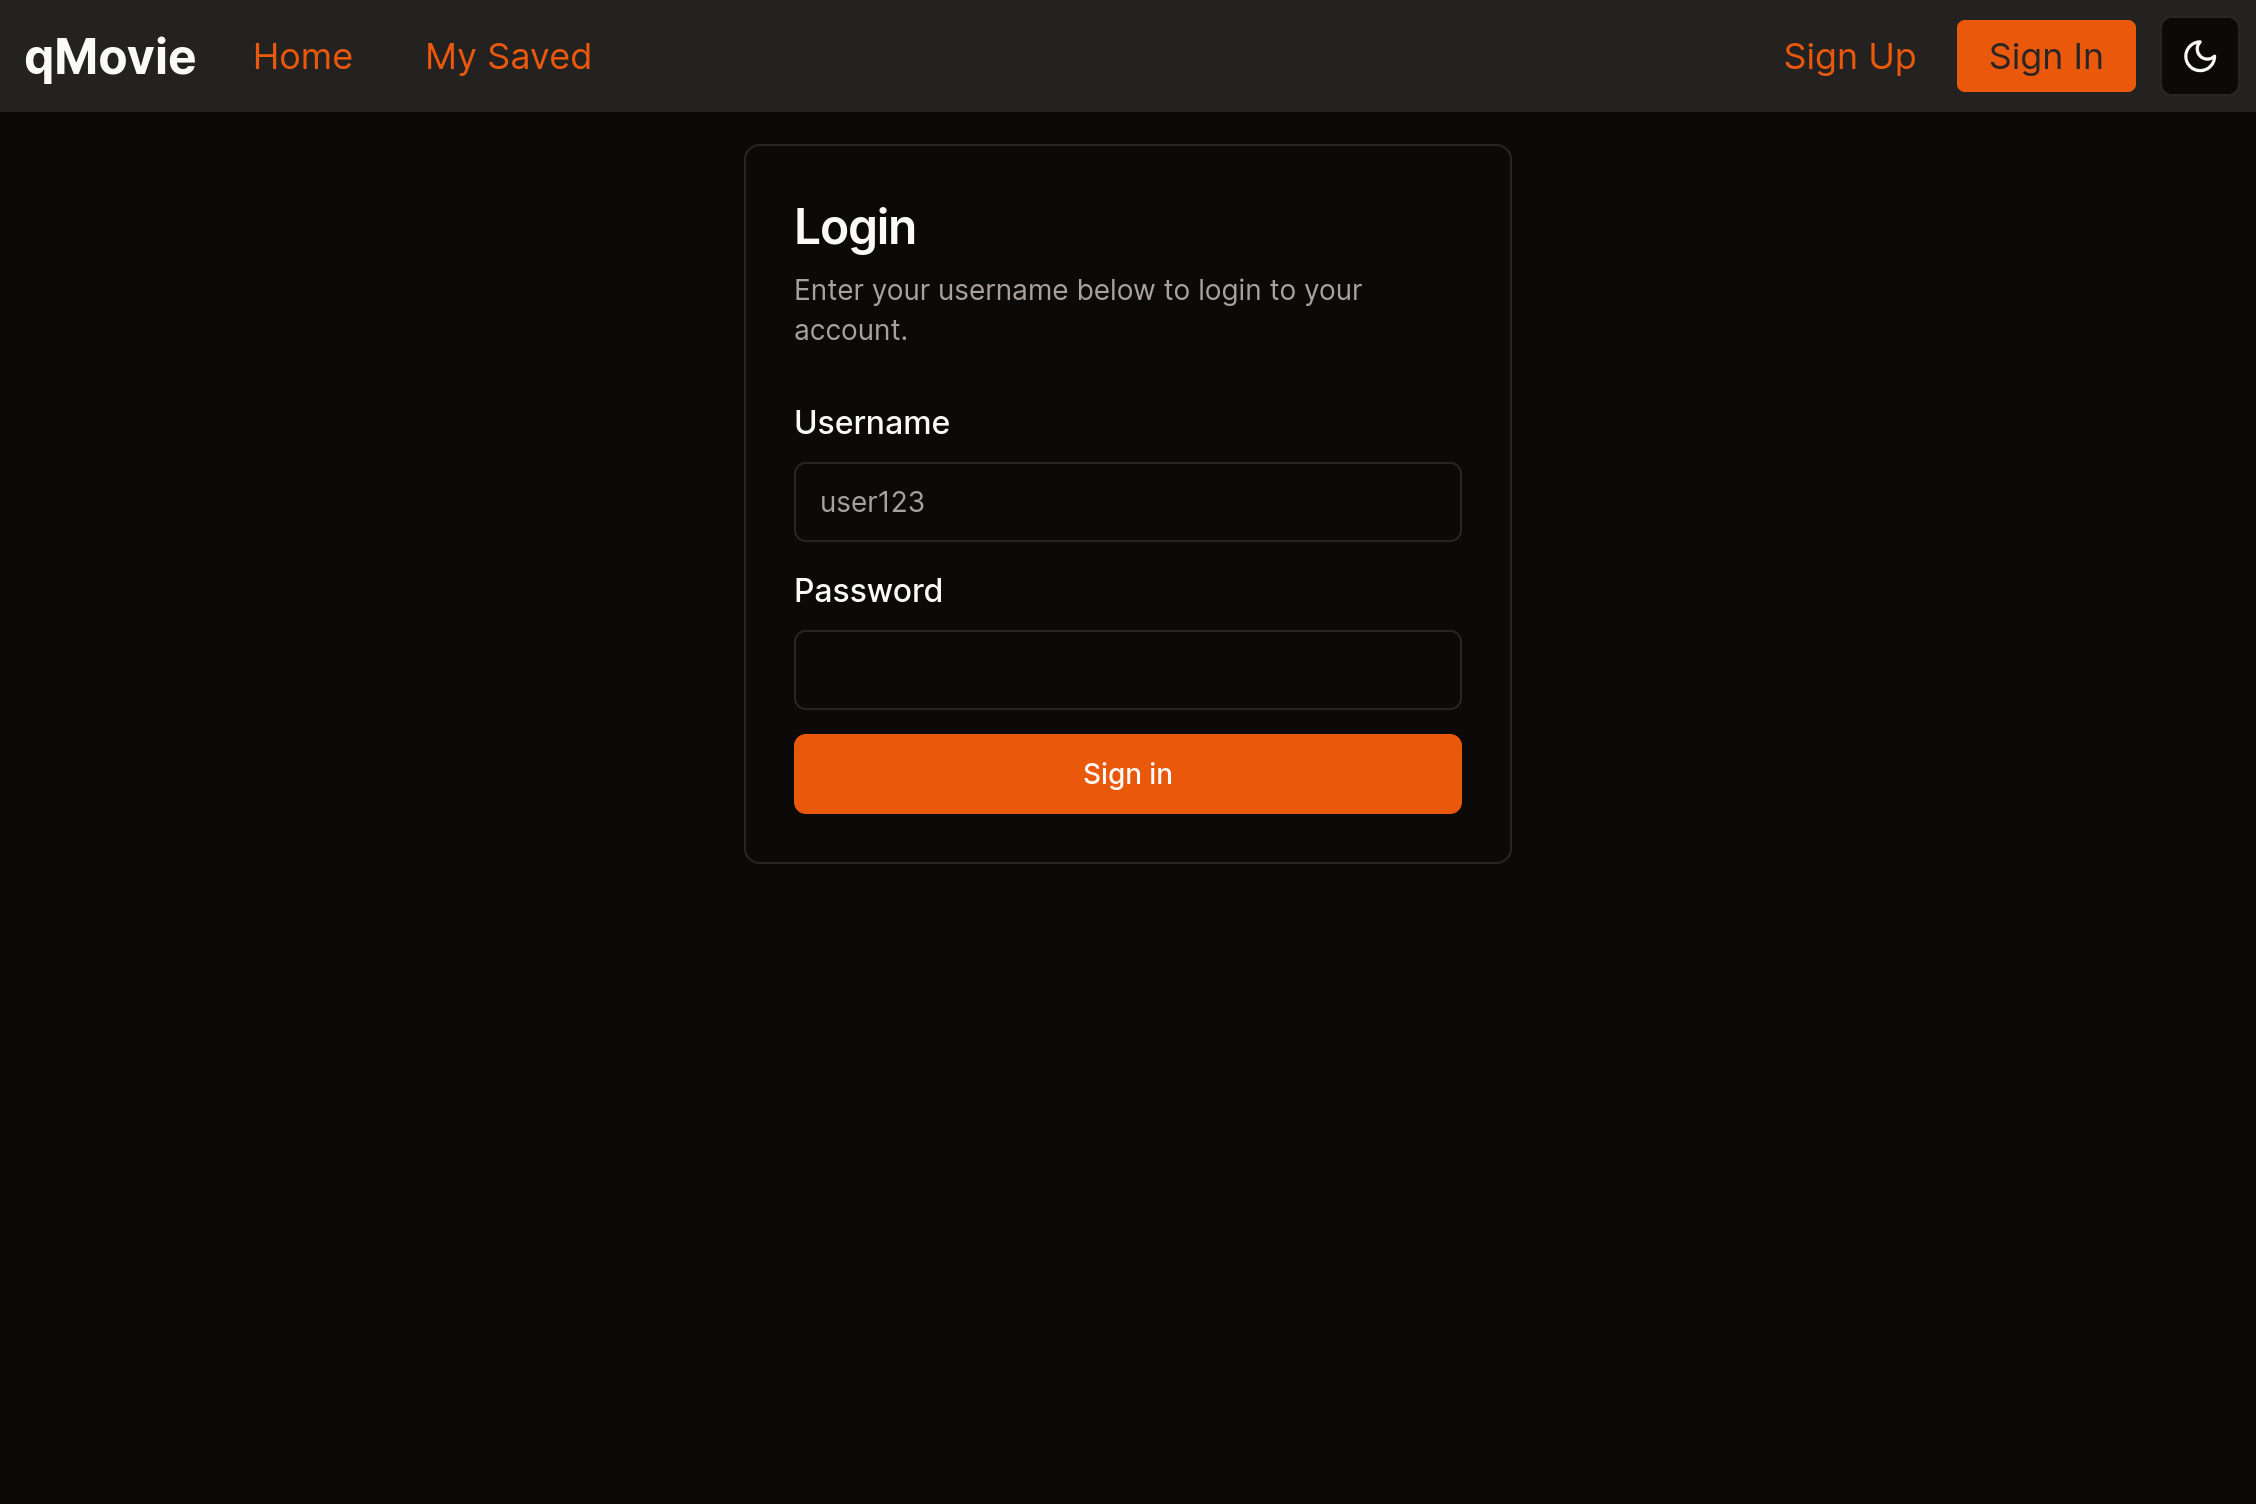 qMovie Home My Saved Sign Up Sign In
Login
Enter your username below to login to your
account.
Username
user123
Password
Sign in